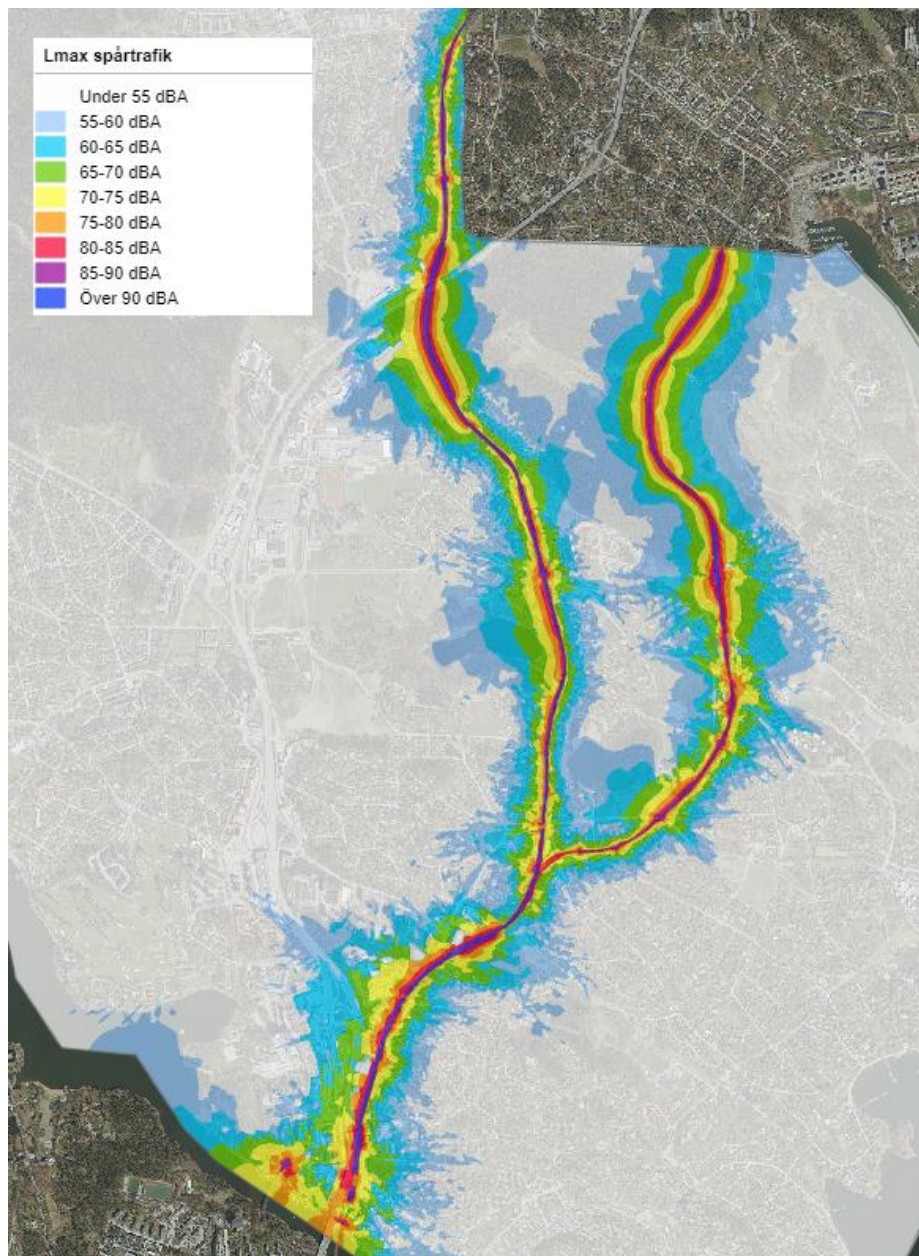 Lmax spårtrafik
Under 55 dBA
55-60 dBA
60-65 dBA
65-70 dBA
70-75 dBA
75-80 dBA
80-85 dBA
85-90 dBA
Över 90 dBA